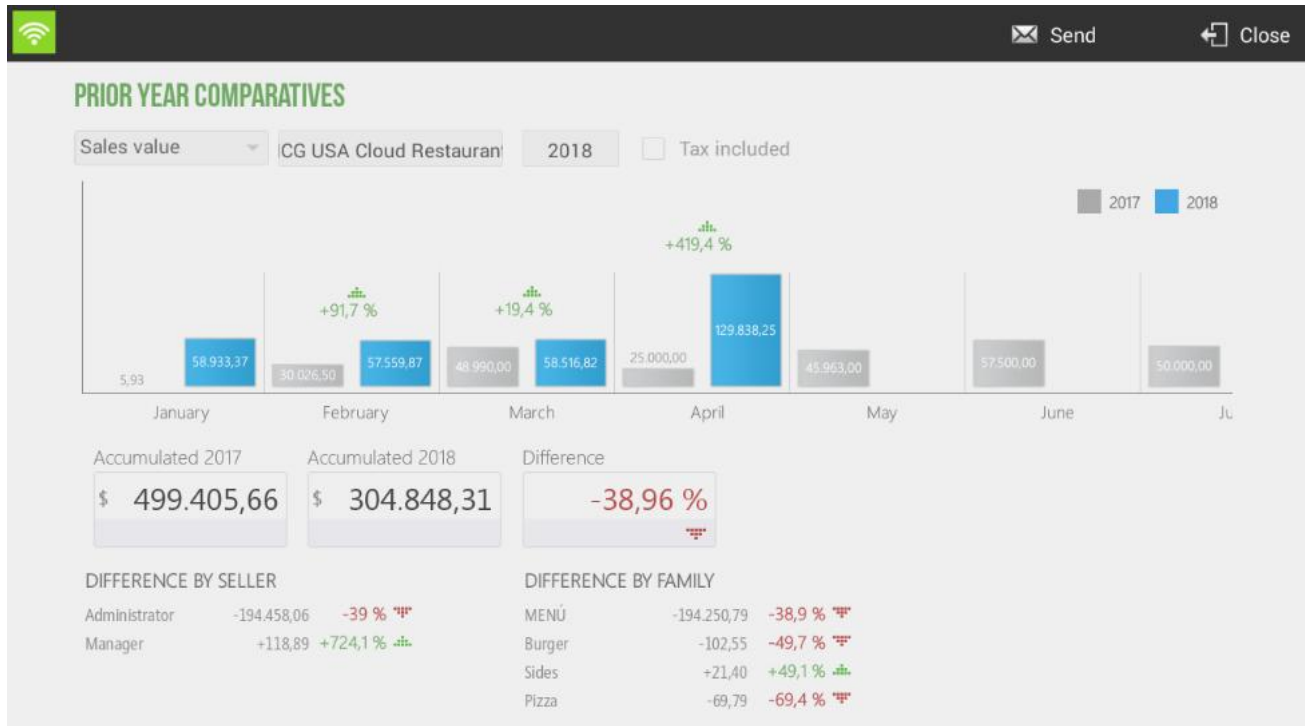 Send Close
PRIOR YEAR COMPARATIVES
Sales value CG USA Cloud Restauran 2018 Tax included
2017 2018
+419,4 %
+91,7 % +19,4 %
129.838,25
5,93 58.933,37 30.026,50 57.559,87 48.990,00 58.516,82 25.000,00 45.963,00 57.500,00 50.000,00
January February March April May June Ju
Accumulated 2017 Accumulated 2018 Difference
$ 499.405,66 $ 304.848,31 -38,96 %
DIFFERENCE BY SELLER DIFFERENCE BY FAMILY
Administrator -194.458,06 -39 % MENÚ -194.250,79 -38,9 %
Manager +118,89 +724,1 % Burger -102,55 -49,7 %
Sides +21,40 +49,1 %
Pizza -69,79 -69,4 %